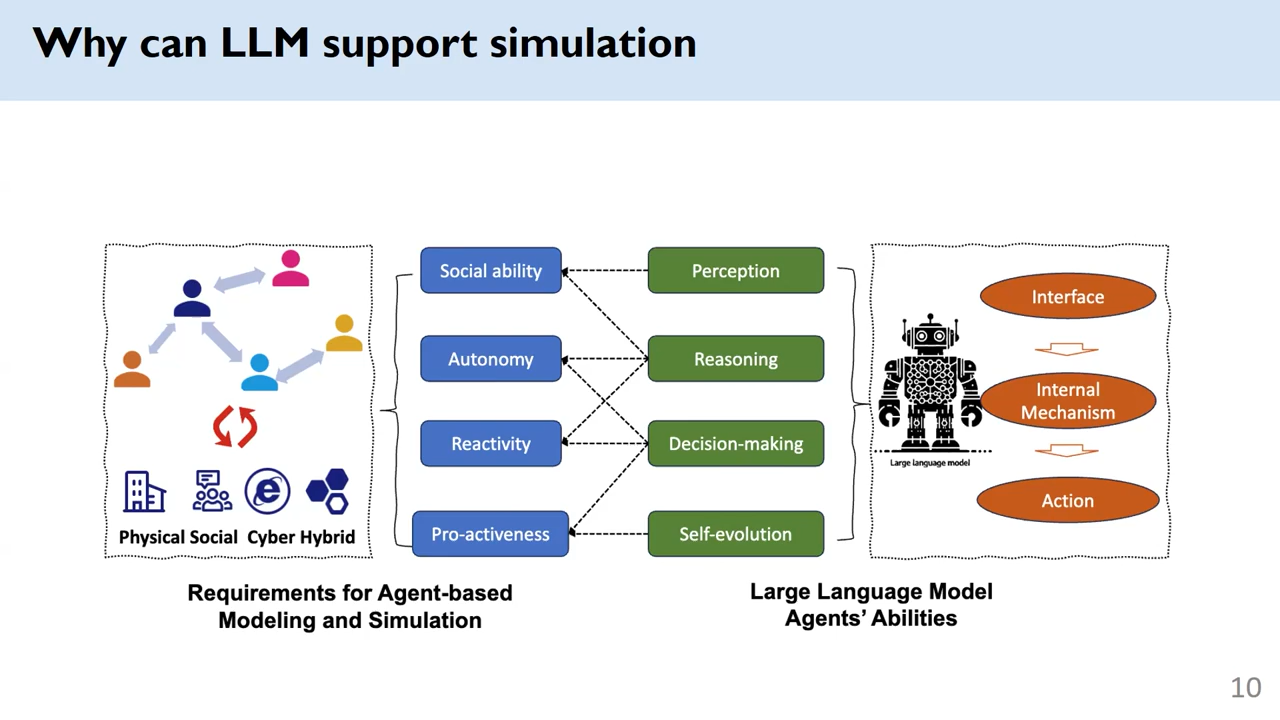 Why can LLM support simulation
Social ability
Perception
Interface
Autonomy
Reasoning
Internal
Mechanism
Reactivity
Decision-making
Large language model
Action
Pro-activeness
Self-evolution
Physical Social Cyber Hybrid
Requirements for Agent-based
Modeling and Simulation
Large Language Model
Agents’ Abilities
10